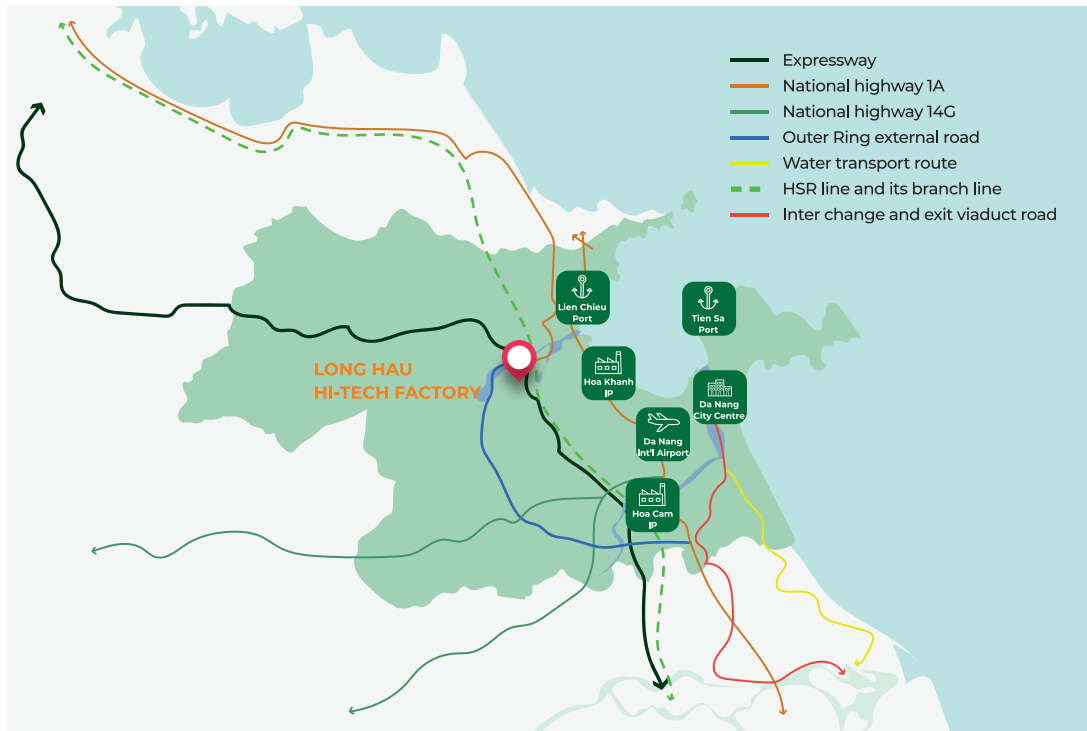 Expressway
National highway 1A
National highway 14G
Outer Ring external road
Water transport route
HSR line and its branch line
Inter change and exit viaduct road
Lien Chieu
Port
Tien Sa
Port
LONG HAU
HI-TECH FACTORY
Hoa Khanh
IP
Da Nang
City Centre
Da Nang
Int'l Airport
Hoa Cam
IP